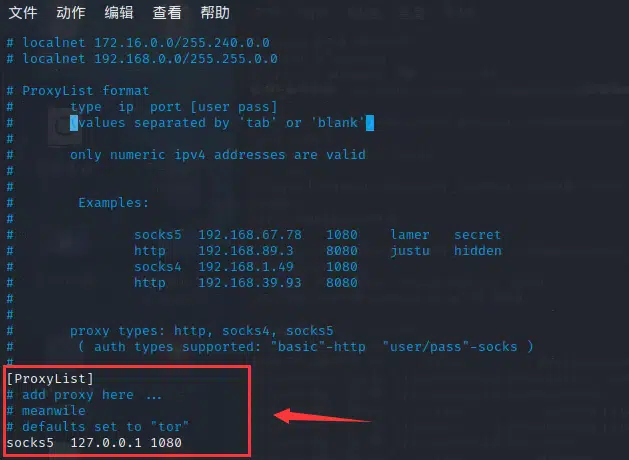 文件 动作 编辑 查看 帮助
# localnet 172.16.0.0/255.240.0.0
# localnet 192.168.0.0/255.255.0.0
# ProxyList format
#       type  ip  port [user pass]
#       (values separated by 'tab' or 'blank')
#
#       only numeric ipv4 addresses are valid
#
#
#        Examples:
#
#               socks5  192.168.67.78   1080    lamer   secret
#               http    192.168.89.3    8080    justu   hidden
#               socks4  192.168.1.49    1080
#               http    192.168.39.93   8080
#
#
#       proxy types: http, socks4, socks5
#        ( auth types supported: "basic"-http  "user/pass"-socks )
#
[ProxyList]
# add proxy here ...
# meanwile
# defaults set to "tor"
socks5  127.0.0.1 1080